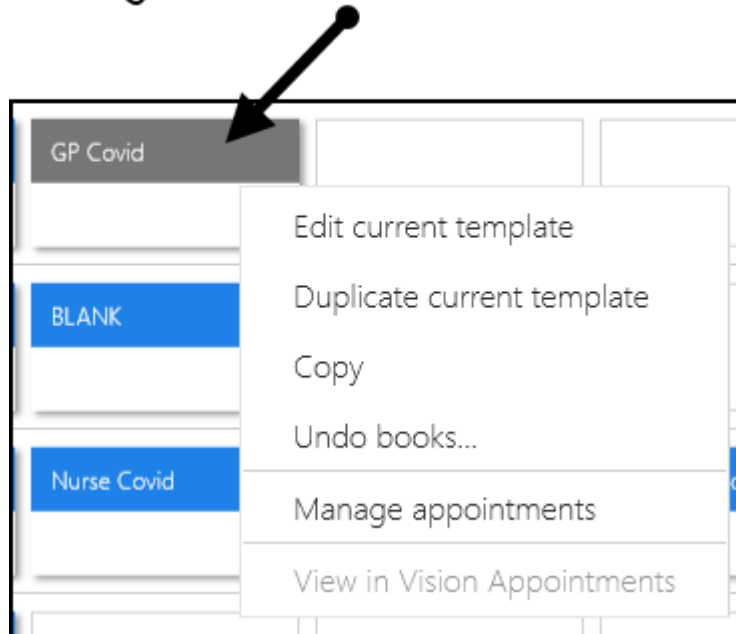 GP Covid
Edit current template
Duplicate current template
BLANK
Copy
Undo books...
Nurse Covid
Manage appointments
View in Vision Appointments